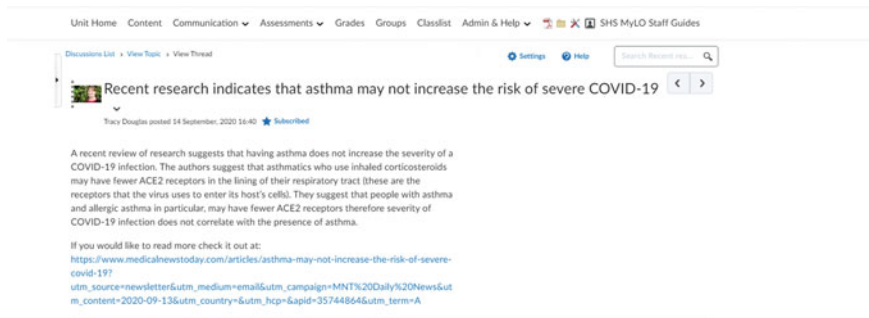 Unit Home Content Communication Assessments Grades Groups Classlist Admin & Help SHS MyLO Staff Guides
Discussions List › View Topic › View Thread Settings Help Search
Recent research indicates that asthma may not increase the risk of severe COVID-19
Tracy Douglas posted 14 September, 2020 16:40 Subscribed
A recent review of research suggests that having asthma does not increase the severity of a
COVID-19 infection. The authors suggest that asthmatics who use inhaled corticosteroids
may have fewer ACE2 receptors in the lining of their respiratory tract (these are the
receptors that the virus uses to enter its host's cells). They suggest that people with asthma
and allergic asthma in particular, may have fewer ACE2 receptors therefore severity of
COVID-19 infection does not correlate with the presence of asthma.
If you would like to read more check it out at:
https://www.medicalnewstoday.com/articles/asthma-may-not-increase-the-risk-of-severe-
covid-19?
utm_source=newsletter&utm_medium=email&utm_campaign=MNT%20Daily%20News&ut
m_content=2020-09-13&utm_country=&utm_hcp=&apid=35744864&utm_term=A